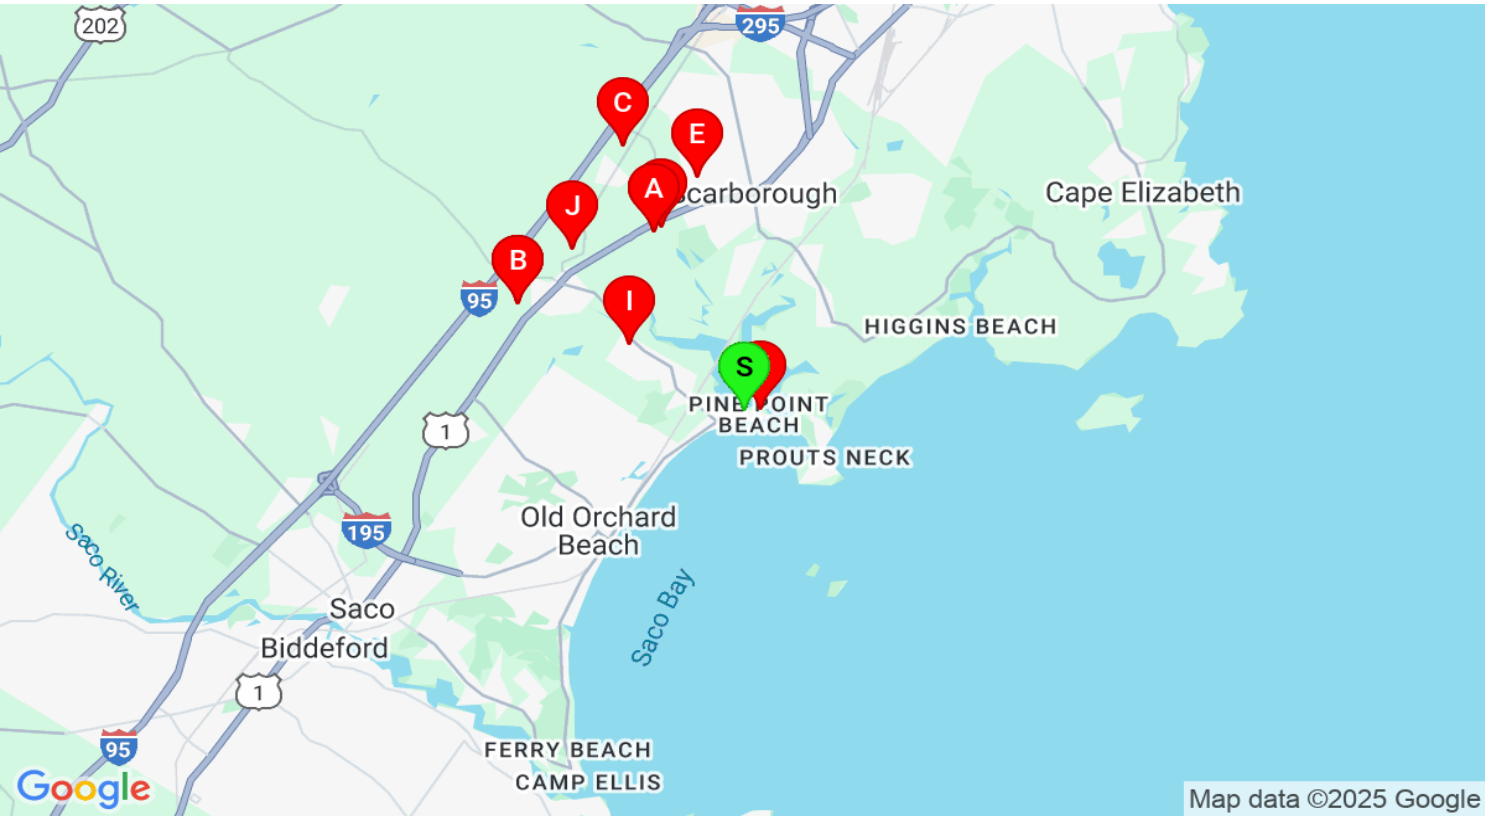 202
295
C
E
A
Scarborough
Cape Elizabeth
J
B
95
I
HIGGINS BEACH
S
PINE POINT
BEACH
PROUTS NECK
1
Old Orchard
Beach
195
Saco River
Saco Bay
Saco
Biddeford
1
95
FERRY BEACH
CAMP ELLIS
Google
Map data ©2025 Google